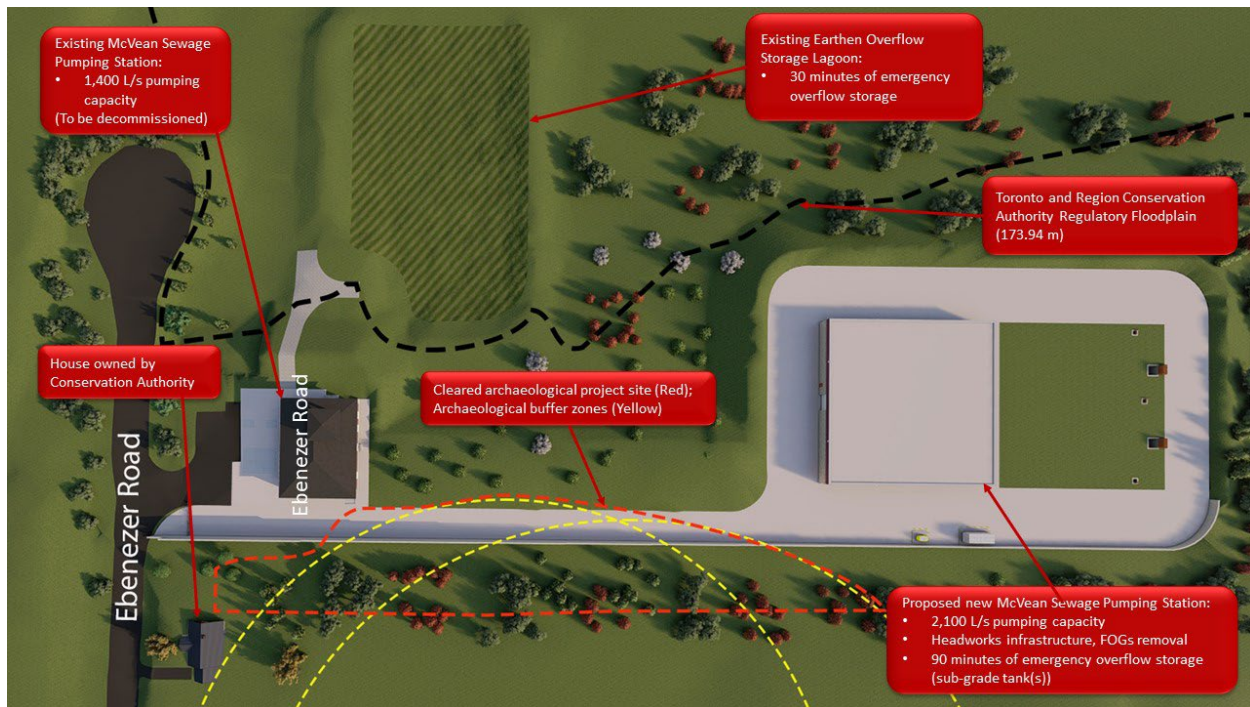 Existing McVean Sewage
Pumping Station:
• 1,400 L/s pumping
capacity
(To be decommissioned)
Existing Earthen Overflow
Storage Lagoon:
• 30 minutes of emergency
overflow storage
Toronto and Region Conservation
Authority Regulatory Floodplain
(173.94 m)
House owned by
Conservation Authority
Cleared archaeological project site (Red);
Archaeological buffer zones (Yellow)
Ebenezer Road
Ebenezer Road
Proposed new McVean Sewage Pumping Station:
• 2,100 L/s pumping capacity
• Headworks infrastructure, FOGs removal
• 90 minutes of emergency overflow storage
(sub-grade tank(s))